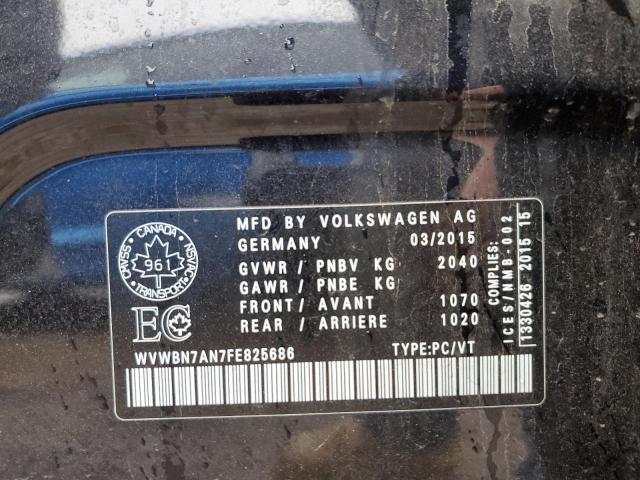 CMVSS CANADA NSVAC
961
TRANSPORT
EC
MFD BY VOLKSWAGEN AG
GERMANY 03/2015
GVWR / PNBV KG 2040
GAWR / PNBE KG
FRONT/ AVANT 1070
REAR / ARRIERE 1020
WVWBN7AN7FE825686 TYPE:PC/VT
COMPLIES:
ICES/NMB-002
1330426 2015 15